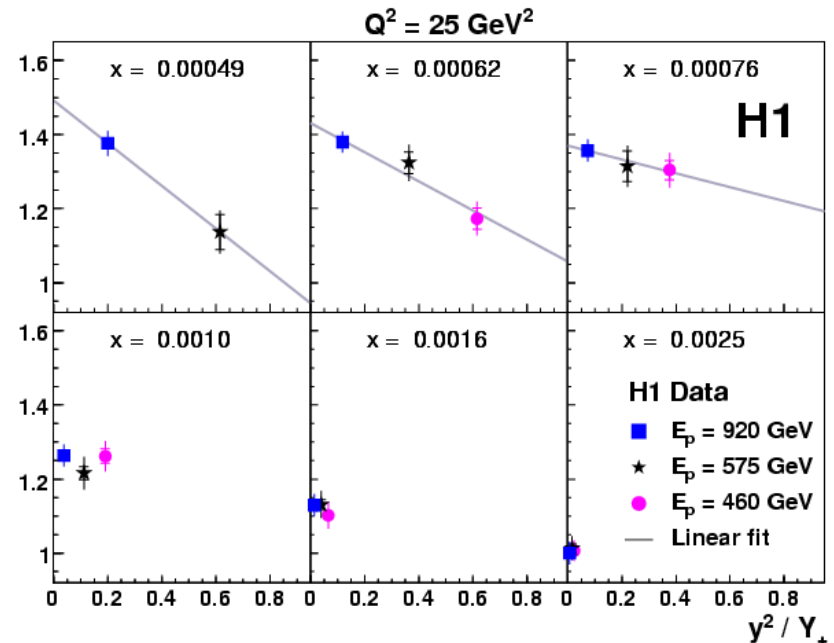 Q² = 25 GeV²
x = 0.00049
x = 0.00062
x = 0.00076
H1
1.6
1.4
1.2
1
x = 0.0010
x = 0.0016
x = 0.0025
1.6
1.4
1.2
1
H1 Data
Eₚ = 920 GeV
Eₚ = 575 GeV
Eₚ = 460 GeV
Linear fit
0 0.2 0.4 0.6 0.8 0 0.2 0.4 0.6 0.8 0 0.2 0.4 0.6 0.8
y² / Y₊